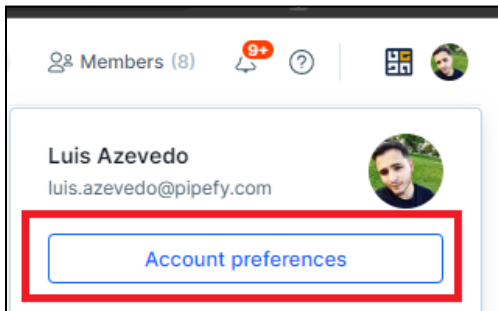 Members (8)
9+
Luis Azevedo
luis.azevedo@pipefy.com
Account preferences